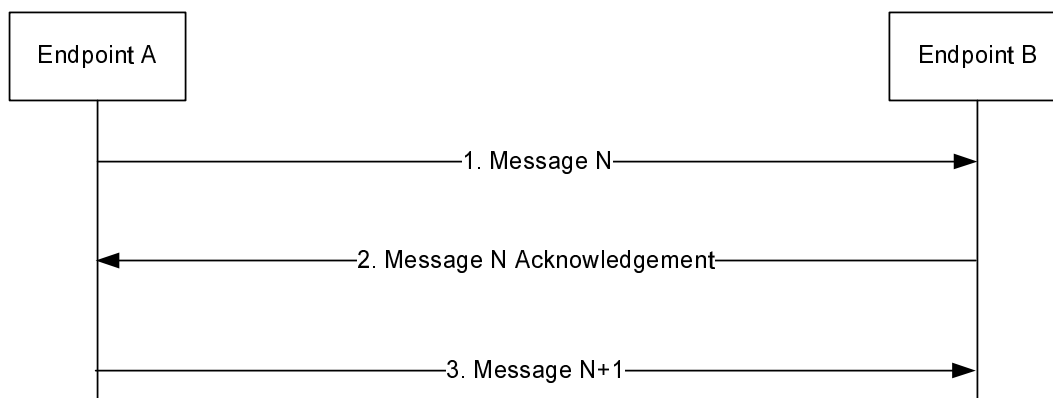 Endpoint A
Endpoint B
1. Message N
2. Message N Acknowledgement
3. Message N+1